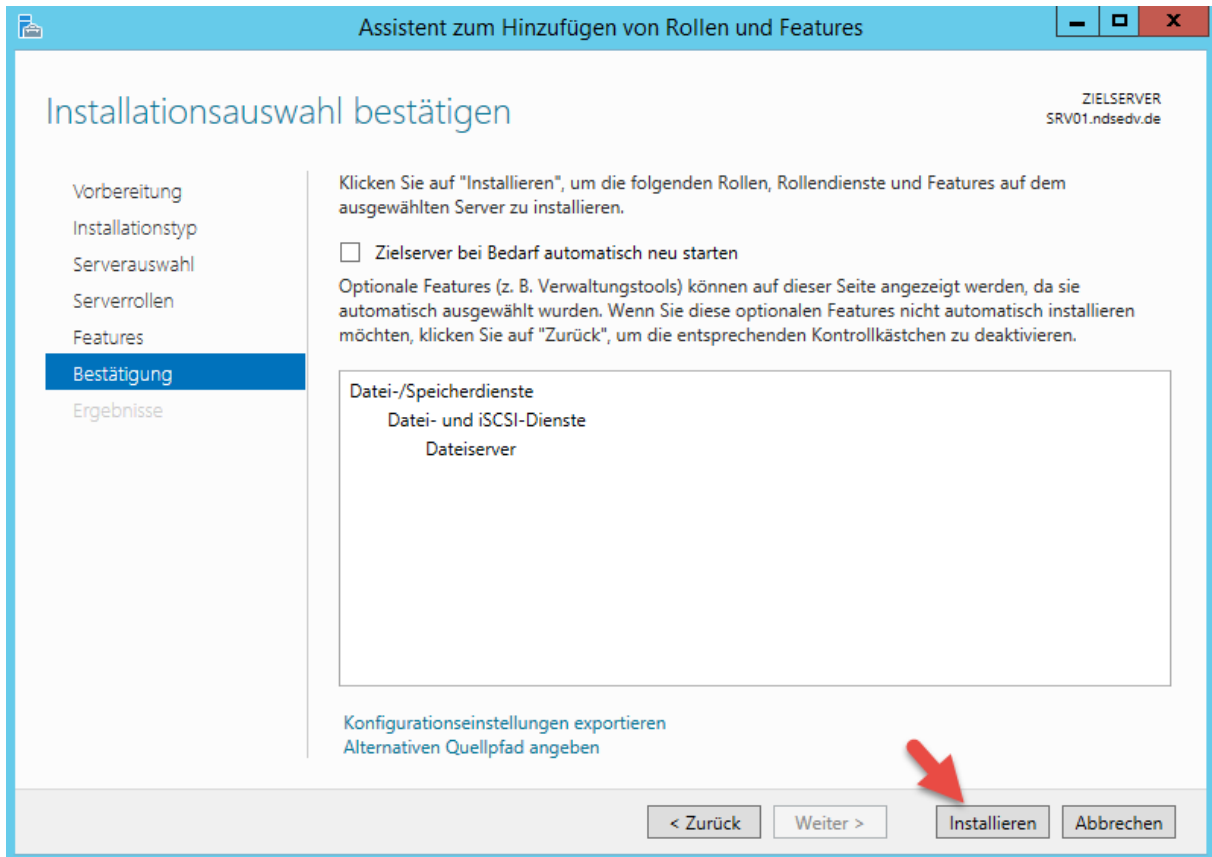 Assistent zum Hinzufügen von Rollen und Features
Installationsauswahl bestätigen
ZIELSERVER
SRV01.ndsedv.de
Vorbereitung
Installationstyp
Serverauswahl
Serverrollen
Features
Bestätigung
Ergebnisse
Klicken Sie auf "Installieren", um die folgenden Rollen, Rollendienste und Features auf dem
ausgewählten Server zu installieren.
Zielserver bei Bedarf automatisch neu starten
Optionale Features (z. B. Verwaltungstools) können auf dieser Seite angezeigt werden, da sie
automatisch ausgewählt wurden. Wenn Sie diese optionalen Features nicht automatisch installieren
möchten, klicken Sie auf "Zurück", um die entsprechenden Kontrollkästchen zu deaktivieren.
Datei-/Speicherdienste
Datei- und iSCSI-Dienste
Dateiserver
Konfigurationseinstellungen exportieren
Alternativen Quellpfad angeben
< Zurück
Weiter >
Installieren
Abbrechen